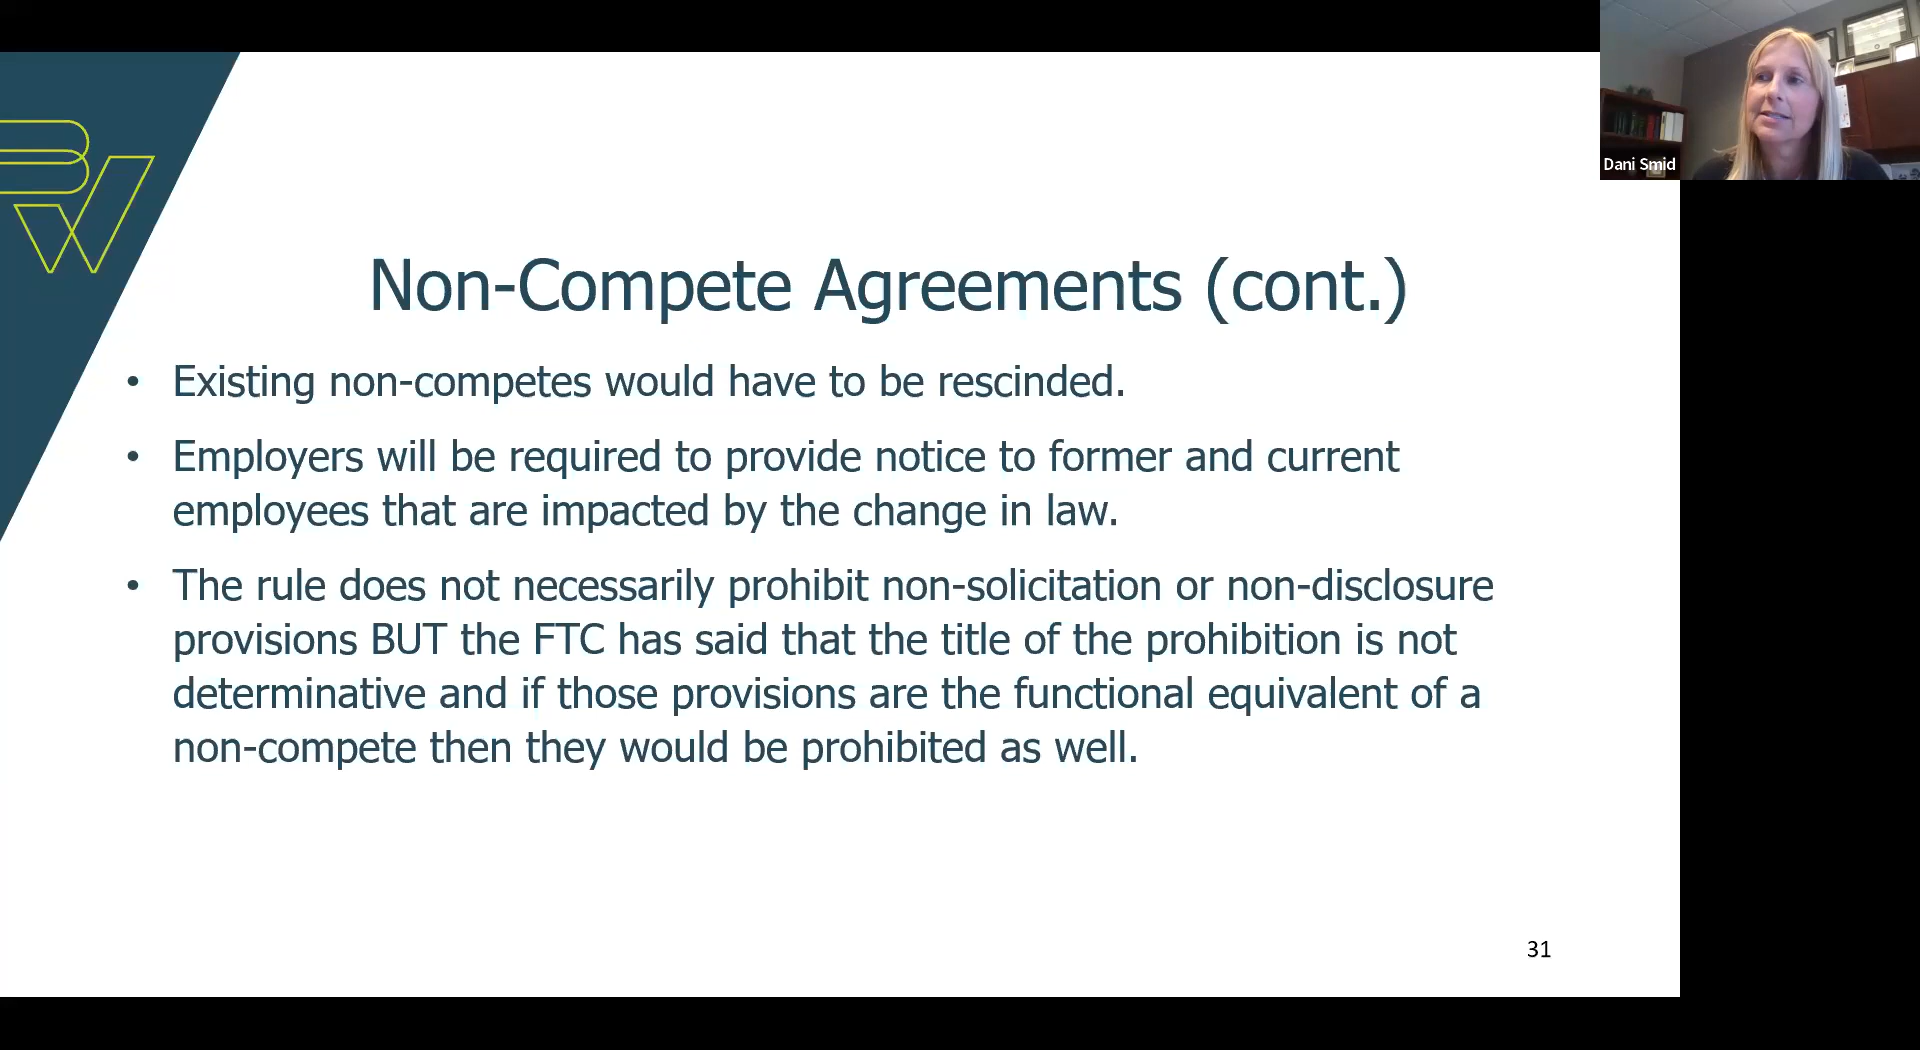 Dani Smid
Non-Compete Agreements (cont.)
• Existing non-competes would have to be rescinded.
• Employers will be required to provide notice to former and current
employees that are impacted by the change in law.
• The rule does not necessarily prohibit non-solicitation or non-disclosure
provisions BUT the FTC has said that the title of the prohibition is not
determinative and if those provisions are the functional equivalent of a
non-compete then they would be prohibited as well.
31